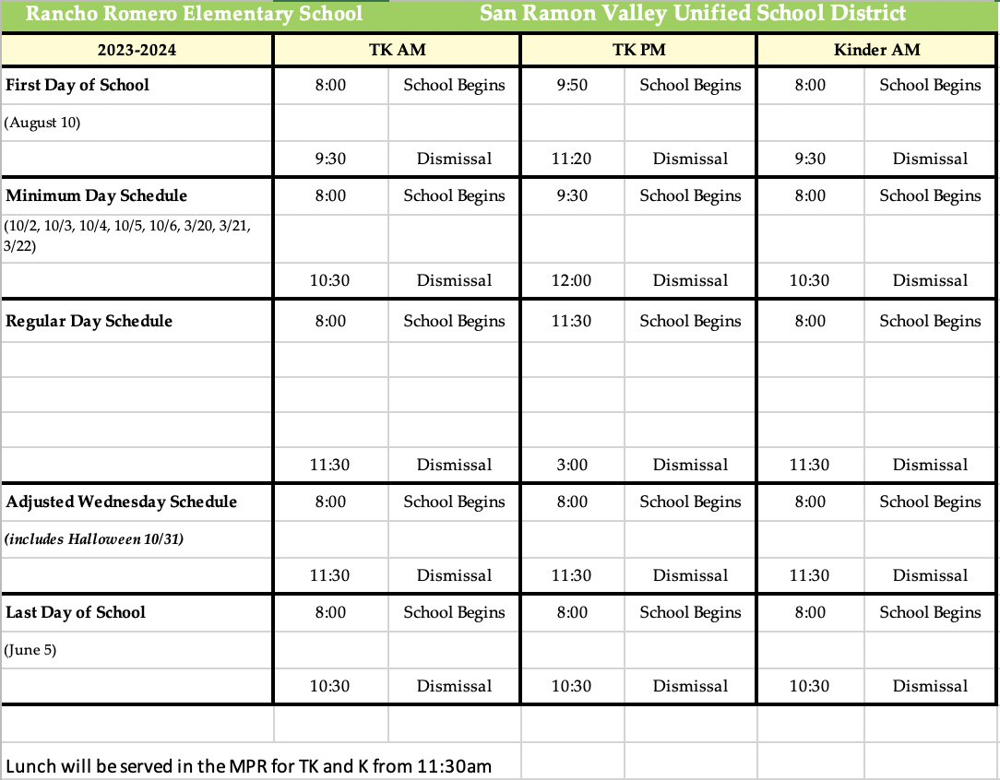 Rancho Romero Elementary School San Ramon Valley Unified School District
2023-2024 TK AM TK PM Kinder AM
First Day of School 8:00 School Begins 9:50 School Begins 8:00 School Begins
(August 10)
9:30 Dismissal 11:20 Dismissal 9:30 Dismissal
Minimum Day Schedule 8:00 School Begins 9:30 School Begins 8:00 School Begins
(10/2, 10/3, 10/4, 10/5, 10/6, 3/20, 3/21,
3/22)
10:30 Dismissal 12:00 Dismissal 10:30 Dismissal
Regular Day Schedule 8:00 School Begins 11:30 School Begins 8:00 School Begins
11:30 Dismissal 3:00 Dismissal 11:30 Dismissal
Adjusted Wednesday Schedule 8:00 School Begins 8:00 School Begins 8:00 School Begins
(includes Halloween 10/31)
11:30 Dismissal 11:30 Dismissal 11:30 Dismissal
Last Day of School 8:00 School Begins 8:00 School Begins 8:00 School Begins
(June 5)
10:30 Dismissal 10:30 Dismissal 10:30 Dismissal
Lunch will be served in the MPR for TK and K from 11:30am